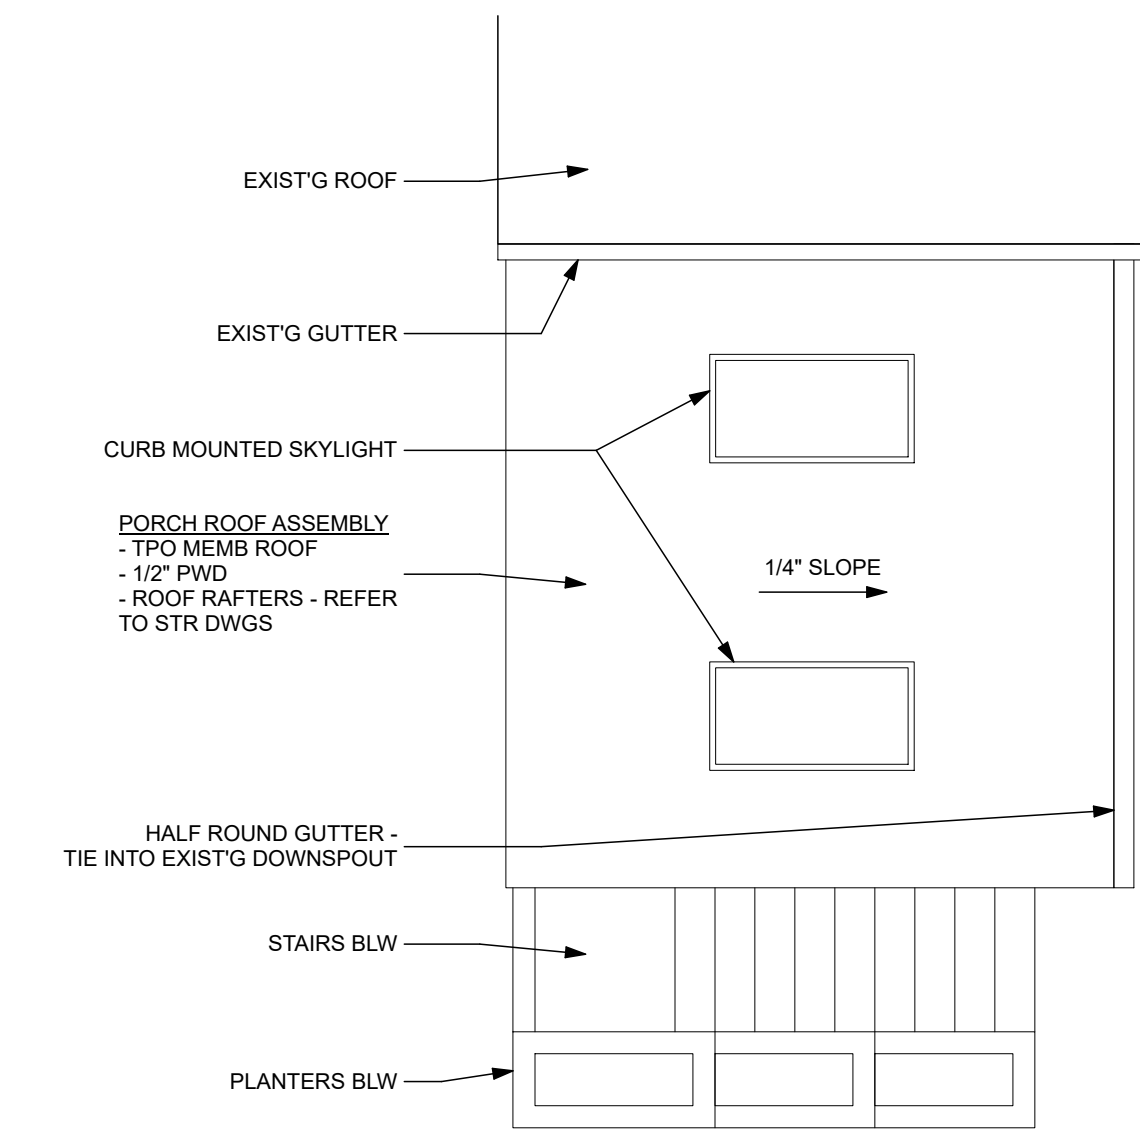 EXIST'G ROOF
EXIST'G GUTTER
CURB MOUNTED SKYLIGHT
PORCH ROOF ASSEMBLY
- TPO MEMB ROOF
- 1/2" PWD
- ROOF RAFTERS - REFER
TO STR DWGS
1/4" SLOPE
HALF ROUND GUTTER -
TIE INTO EXIST'G DOWNSPOUT
STAIRS BLW
PLANTERS BLW